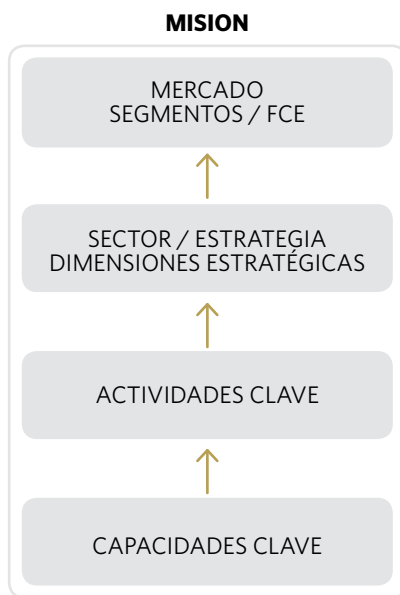 MISION
MERCADO
SEGMENTOS / FCE
SECTOR / ESTRATEGIA
DIMENSIONES ESTRATÉGICAS
ACTIVIDADES CLAVE
CAPACIDADES CLAVE